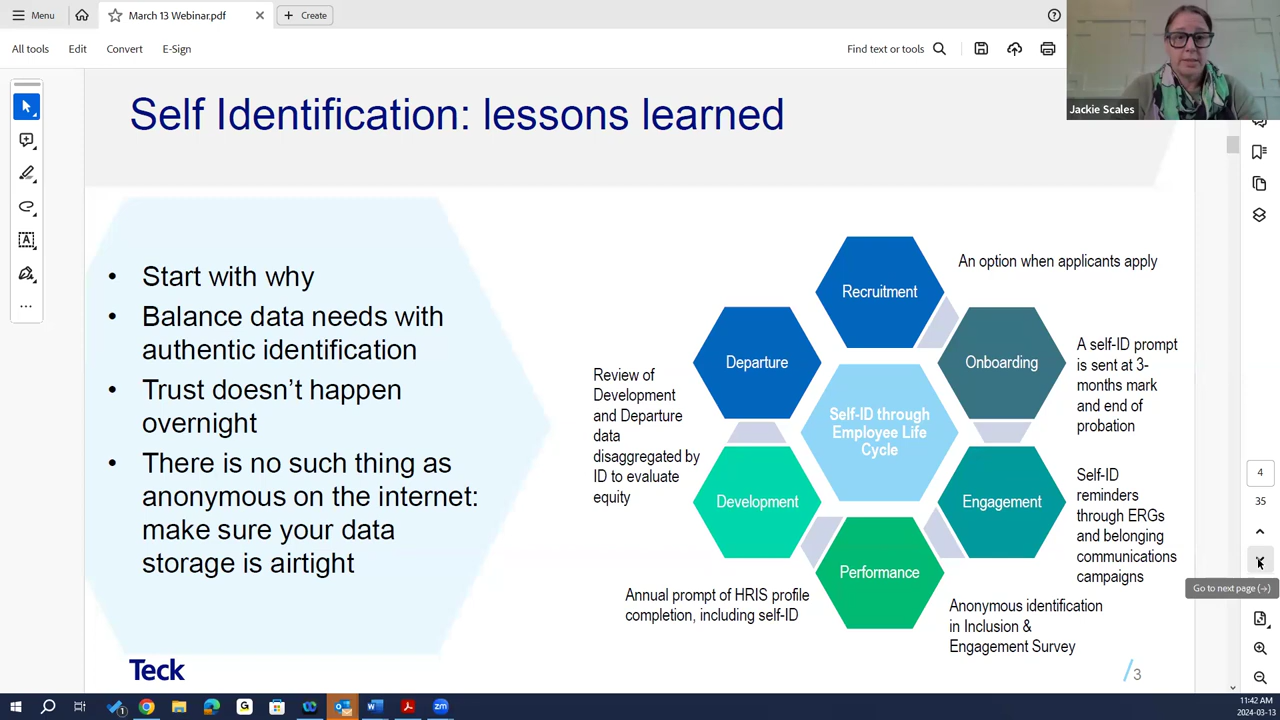 Menu
March 13 Webinar.pdf
Create
All tools
Edit
Convert
E-Sign
Find text or tools
Jackie Scales
Self Identification: lessons learned
• Start with why
• Balance data needs with
authentic identification
• Trust doesn't happen
overnight
• There is no such thing as
anonymous on the internet:
make sure your data
storage is airtight
Recruitment
An option when applicants apply
Onboarding
A self-ID prompt
is sent at 3-
months mark
and end of
probation
Engagement
Self-ID
reminders
through ERGs
and belonging
communications
campaigns
Performance
Anonymous identification
in Inclusion &
Engagement Survey
Annual prompt of HRIS profile
completion, including self-ID
Development
Departure
Review of
Development
and Departure
data
disaggregated by
ID to evaluate
equity
Self-ID through
Employee Life
Cycle
Teck
/3
4
35
Go to next page (→)
11:42 AM
2024-03-13